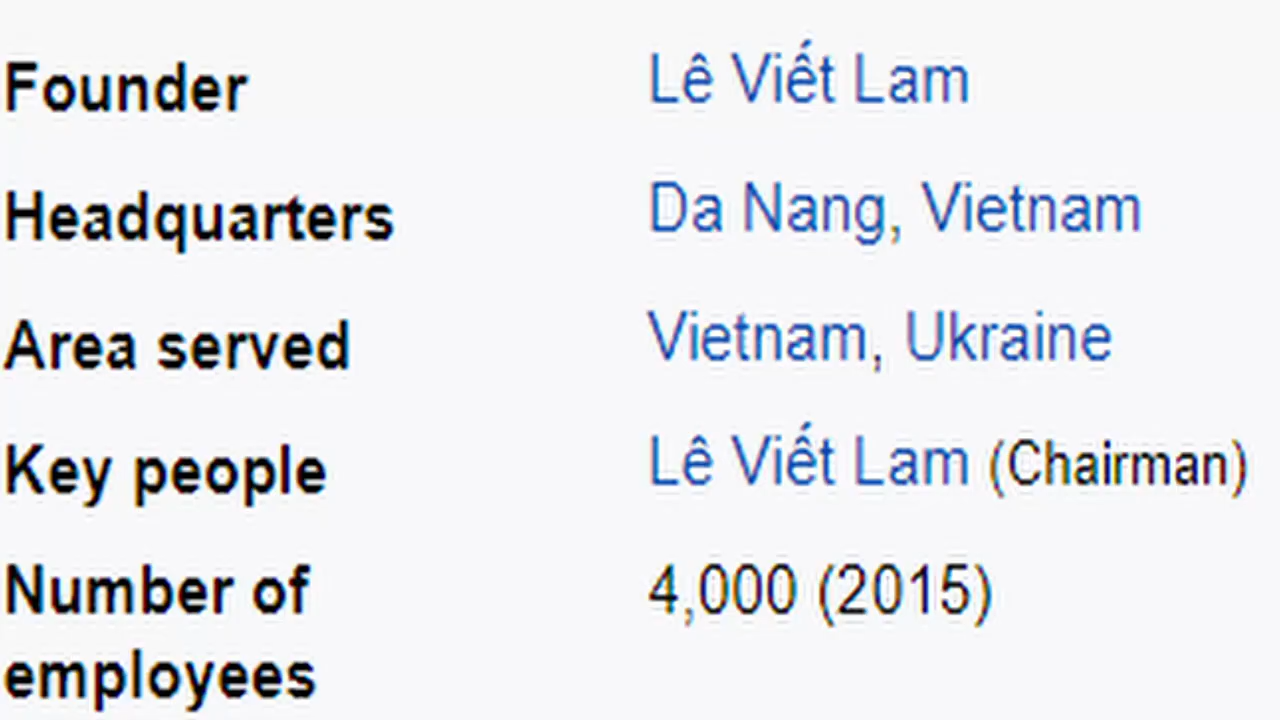 Founder Lê Viết Lam
Headquarters Da Nang, Vietnam
Area served Vietnam, Ukraine
Key people Lê Viết Lam (Chairman)
Number of 4,000 (2015)
employees